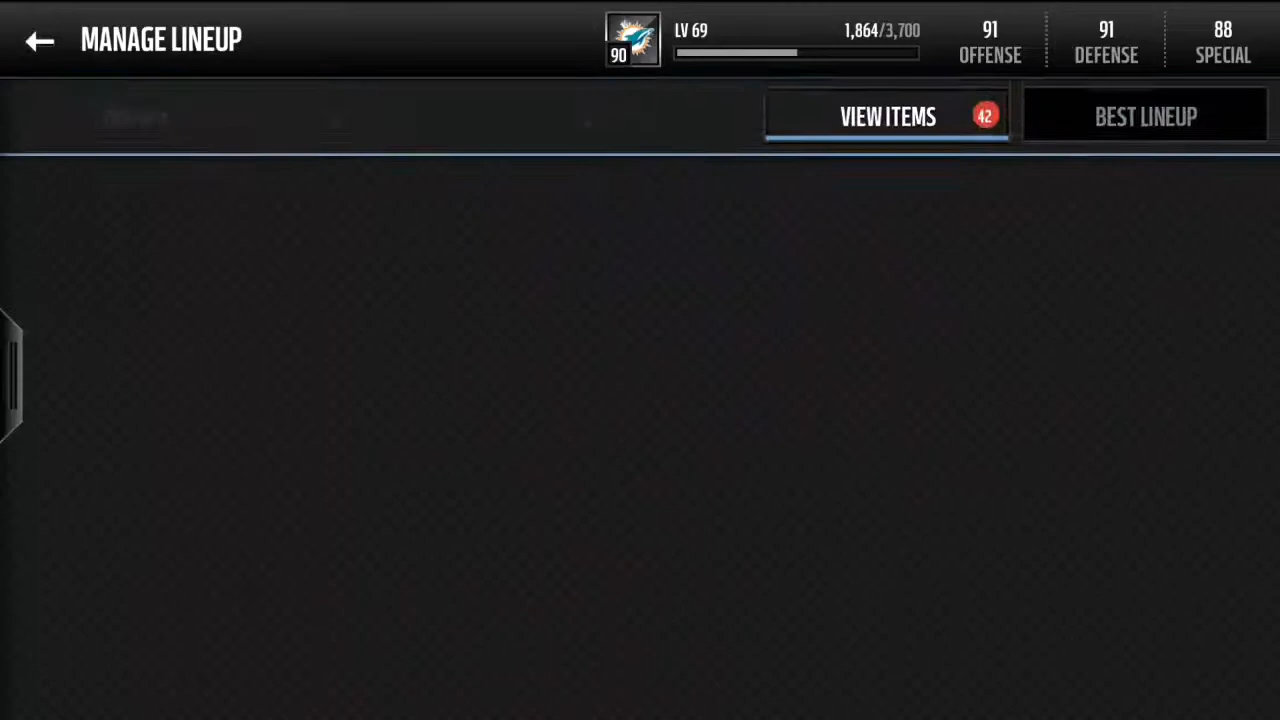 MANAGE LINEUP
90
LV 69
1,864/3,700
91
OFFENSE
91
DEFENSE
88
SPECIAL
VIEW ITEMS
42
BEST LINEUP